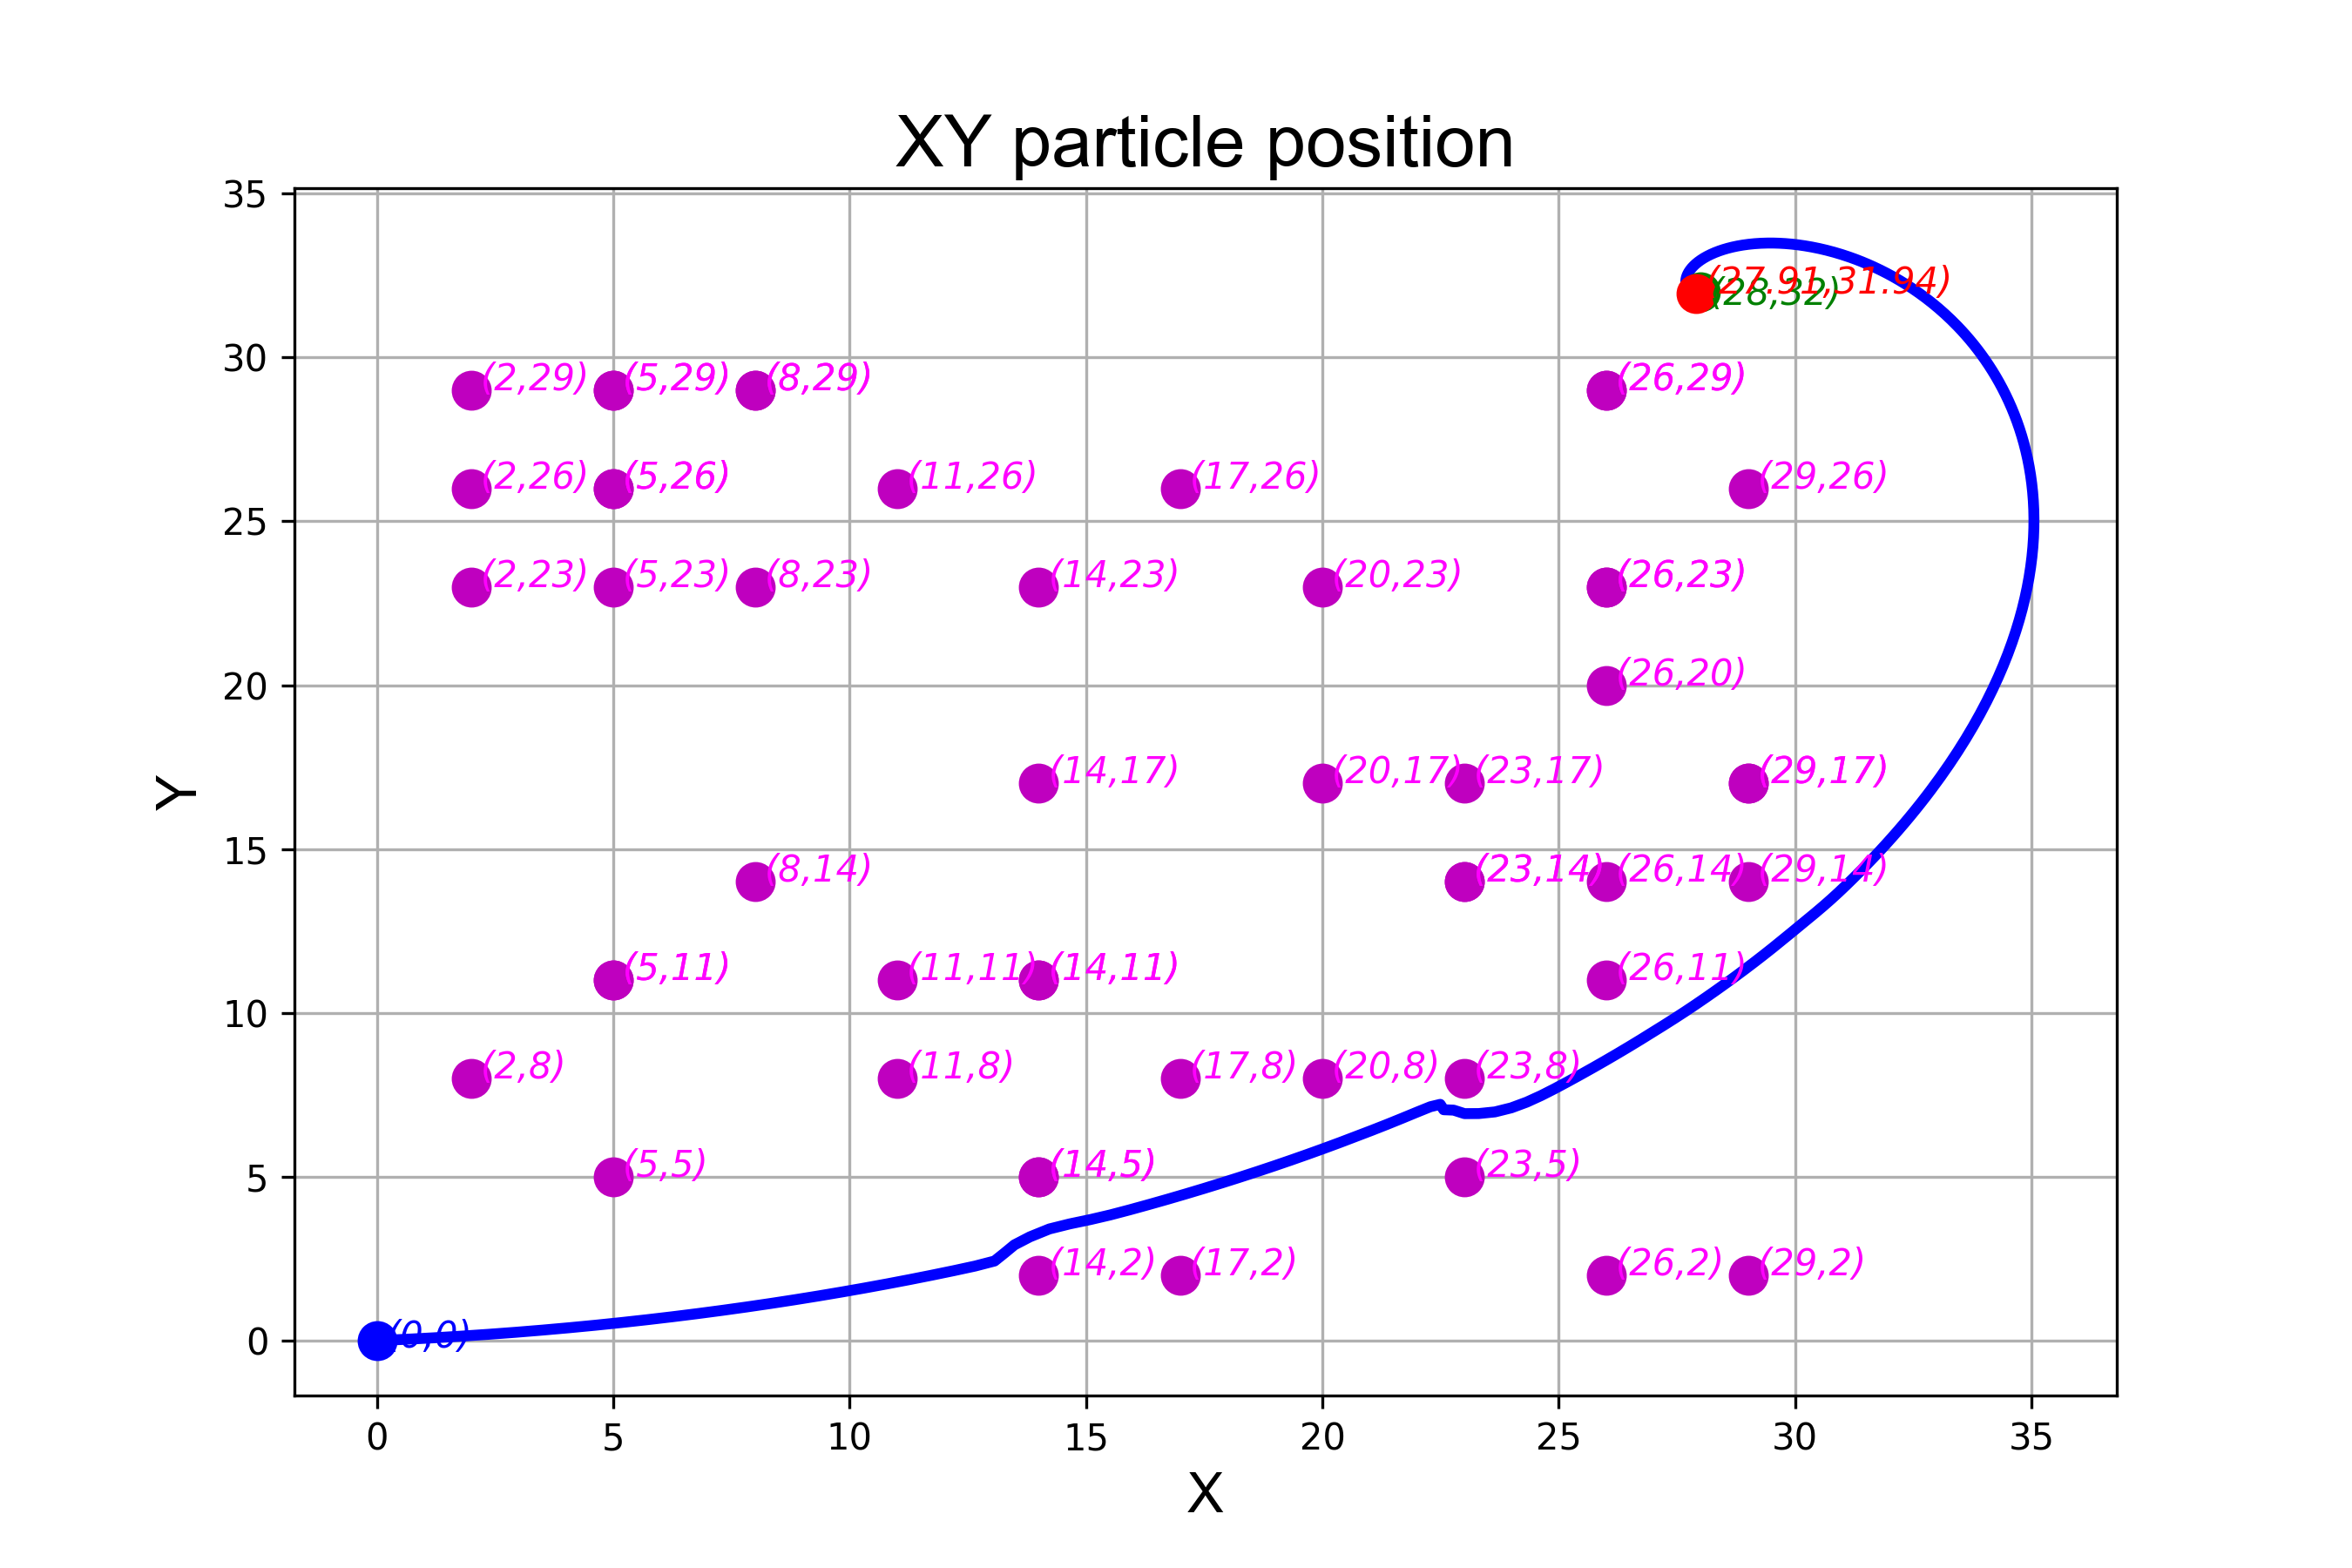 XY particle position
35
(27.91,31.94)
(28,32)
30
(2,29) (5,29) (8,29) (26,29)
(2,26) (5,26) (11,26) (17,26) (29,26)
25
(2,23) (5,23) (8,23) (14,23) (20,23) (26,23)
20
(26,20)
(14,17) (20,17) (23,17) (29,17)
Y
15
(8,14) (23,14) (26,14) (29,14)
(5,11) (11,11) (14,11) (26,11)
10
(2,8) (11,8) (17,8) (20,8) (23,8)
5
(5,5) (14,5) (23,5)
(14,2) (17,2) (26,2) (29,2)
0
(0,0)
0 5 10 15 20 25 30 35
X